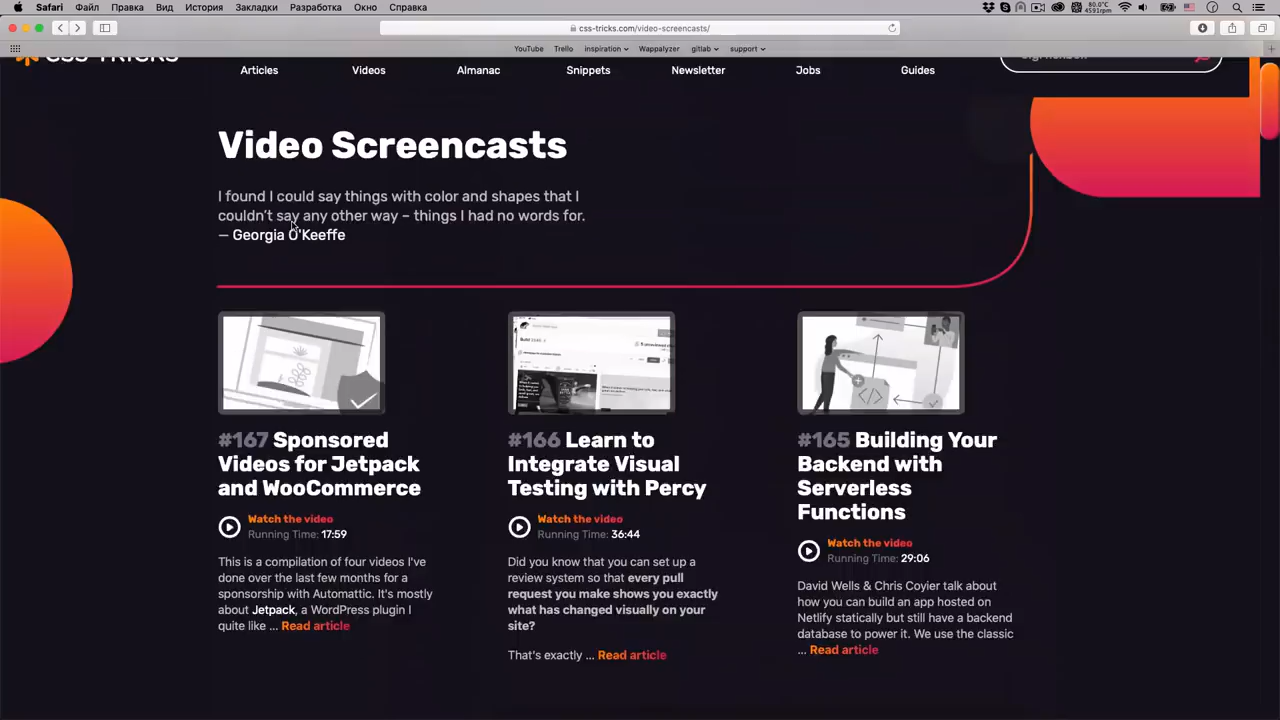 Safari Файл Правка Вид История Закладки Разработка Окно Справка
80.0°C
4591rpm
css-tricks.com/video-screencasts/
YouTube Trello inspiration Wappalyzer gitlab support
CSS-TRICKS
Articles Videos Almanac Snippets Newsletter Jobs Guides
Video Screencasts
I found I could say things with color and shapes that I
couldn't say any other way – things I had no words for.
— Georgia O'Keeffe
#167 Sponsored
Videos for Jetpack
and WooCommerce
Watch the video
Running Time: 17:59
This is a compilation of four videos I've
done over the last few months for a
sponsorship with Automattic. It's mostly
about Jetpack, a WordPress plugin I
quite like ... Read article
#166 Learn to
Integrate Visual
Testing with Percy
Watch the video
Running Time: 36:44
Did you know that you can set up a
review system so that every pull
request you make shows you exactly
what has changed visually on your
site?
That's exactly ... Read article
#165 Building Your
Backend with
Serverless
Functions
Watch the video
Running Time: 29:06
David Wells & Chris Coyier talk about
how you can build an app hosted on
Netlify statically but still have a backend
database to power it. We use the classic
... Read article